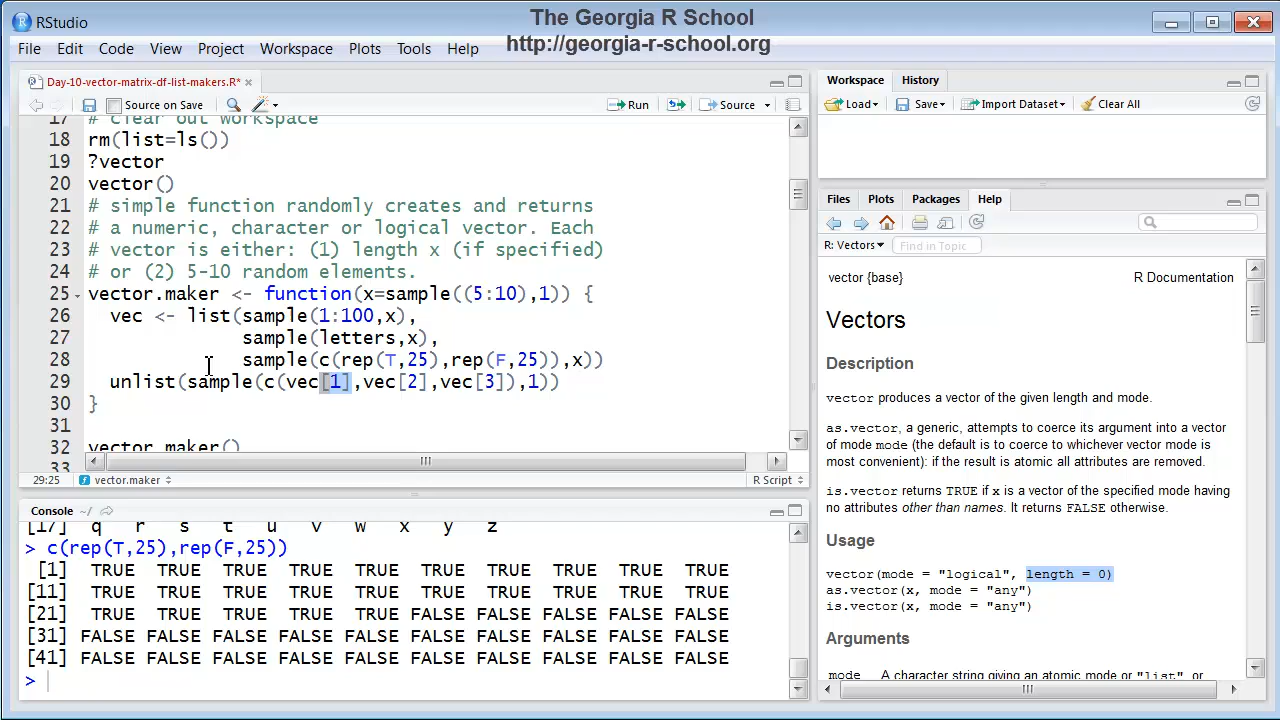 The Georgia R School
RStudio
http://georgia-r-school.org
File Edit Code View Project Workspace Plots Tools Help
Day-10-vector-matrix-df-list-makers.R*
Source on Save Run Source
17 # clear out workspace
18 rm(list=ls())
19 ?vector
20 vector()
21 # simple function randomly creates and returns
22 # a numeric, character or logical vector. Each
23 # vector is either: (1) length x (if specified)
24 # or (2) 5-10 random elements.
25 vector.maker <- function(x=sample((5:10),1)) {
26 vec <- list(sample(1:100,x),
27 sample(letters,x),
28 sample(c(rep(T,25),rep(F,25)),x))
29 unlist(sample(c(vec[1],vec[2],vec[3]),1))
30 }
31
32 vector.maker()
33
29:25 vector.maker R Script
Console ~/
[17] q r s t u v w x y z
> c(rep(T,25),rep(F,25))
[1] TRUE TRUE TRUE TRUE TRUE TRUE TRUE TRUE TRUE TRUE
[11] TRUE TRUE TRUE TRUE TRUE TRUE TRUE TRUE TRUE TRUE
[21] TRUE TRUE TRUE TRUE TRUE FALSE FALSE FALSE FALSE FALSE
[31] FALSE FALSE FALSE FALSE FALSE FALSE FALSE FALSE FALSE FALSE
[41] FALSE FALSE FALSE FALSE FALSE FALSE FALSE FALSE FALSE FALSE
>
Workspace History
Load Save Import Dataset Clear All
Files Plots Packages Help
R: Vectors Find in Topic
vector {base} R Documentation
Vectors
Description
vector produces a vector of the given length and mode.
as.vector, a generic, attempts to coerce its argument into a vector
of mode mode (the default is to coerce to whichever vector mode is
most convenient): if the result is atomic all attributes are removed.
is.vector returns TRUE if x is a vector of the specified mode having
no attributes other than names. It returns FALSE otherwise.
Usage
vector(mode = "logical", length = 0)
as.vector(x, mode = "any")
is.vector(x, mode = "any")
Arguments
mode A character string giving an atomic mode or "list" or